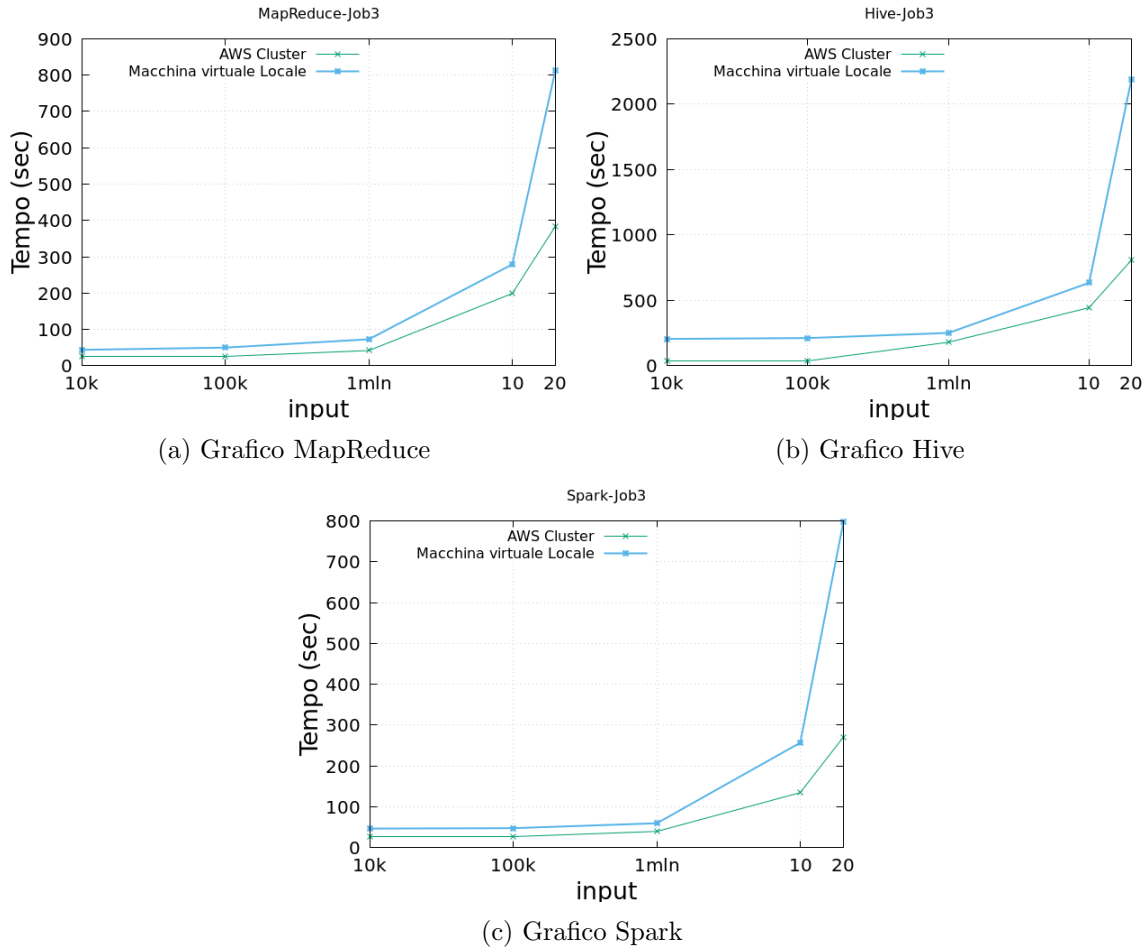 MapReduce-Job3
900
800
700
600
500
400
300
200
100
0
Tempo (sec)
AWS Cluster
Macchina virtuale Locale
10k 100k 1mln 10 20
input
(a) Grafico MapReduce
Hive-Job3
2500
2000
1500
1000
500
0
Tempo (sec)
AWS Cluster
Macchina virtuale Locale
10k 100k 1mln 10 20
input
(b) Grafico Hive
Spark-Job3
800
700
600
500
400
300
200
100
0
Tempo (sec)
AWS Cluster
Macchina virtuale Locale
10k 100k 1mln 10 20
input
(c) Grafico Spark